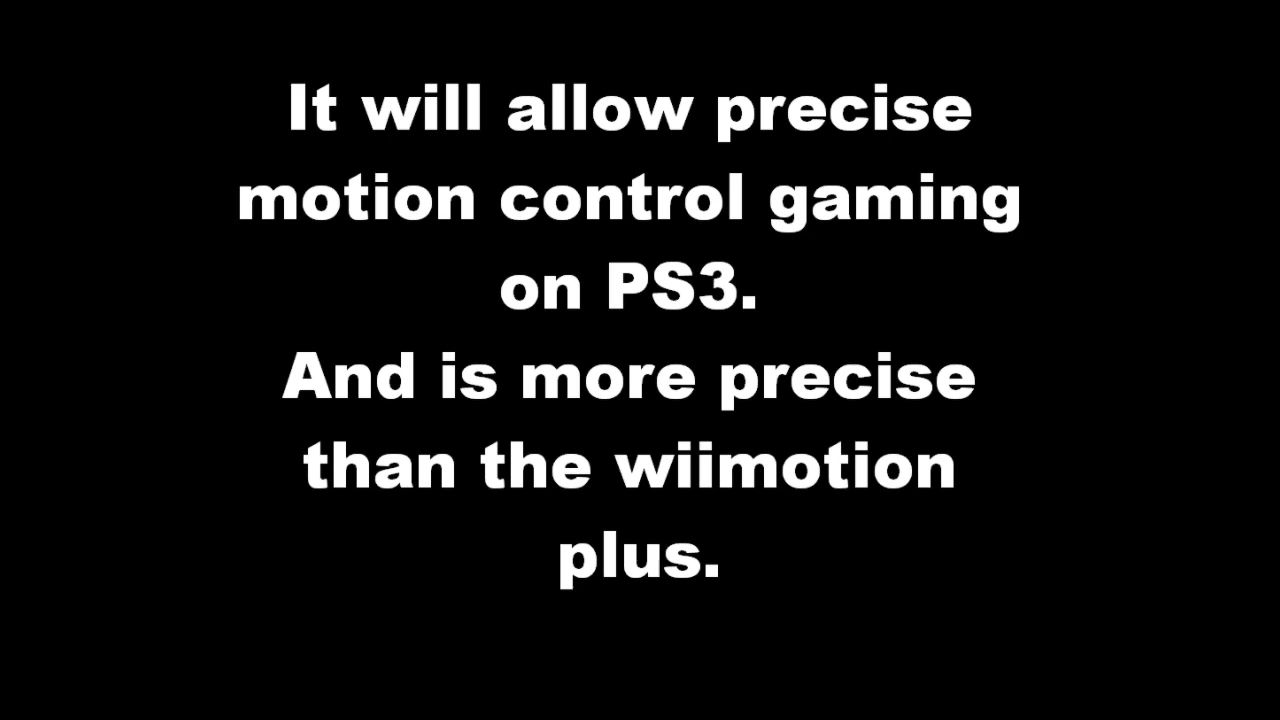 It will allow precise
motion control gaming
on PS3.
And is more precise
than the wiimotion
plus.